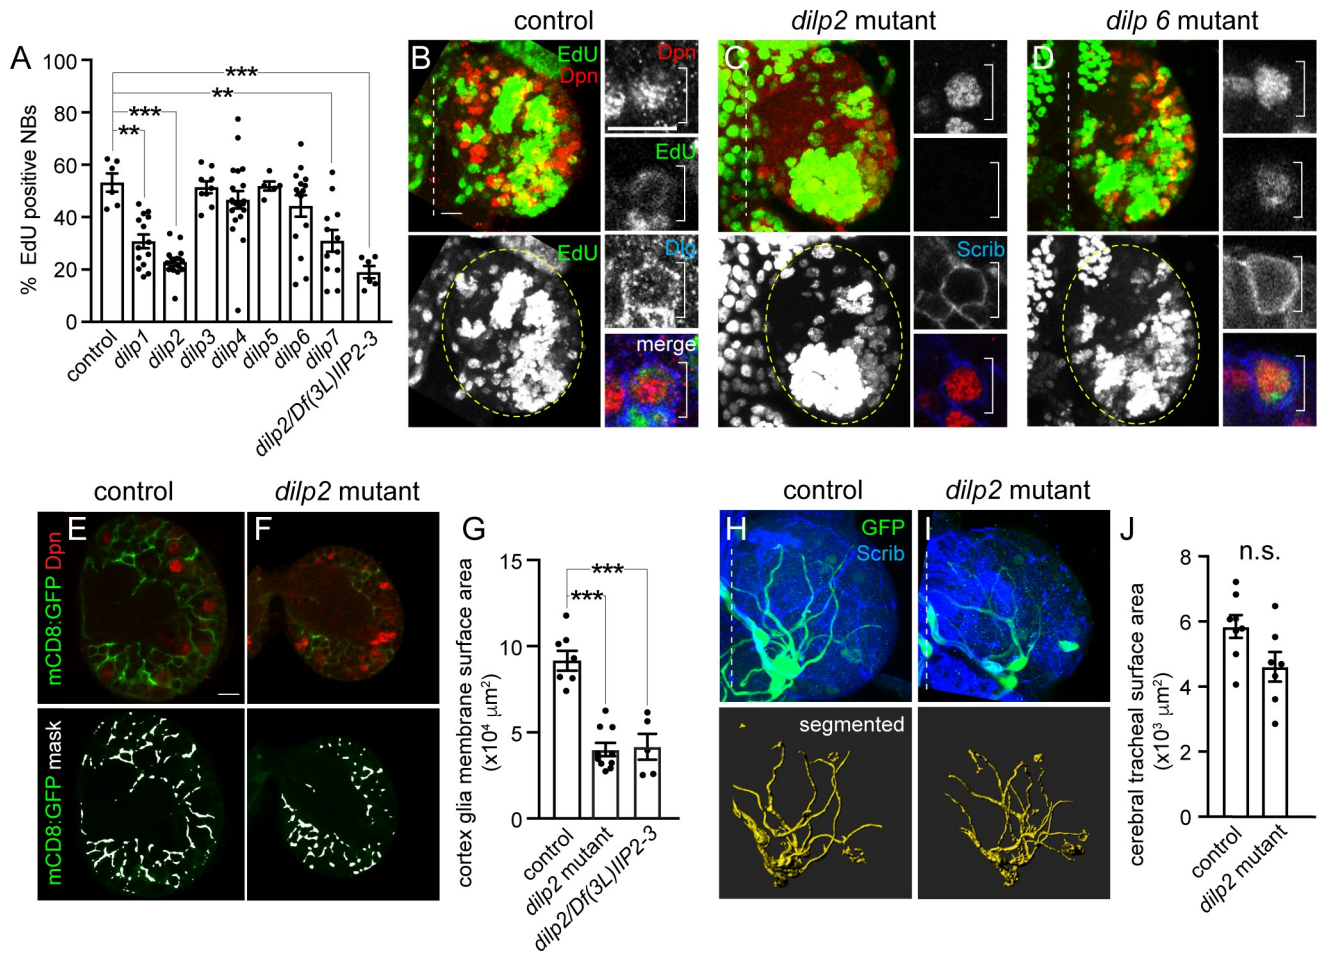 control
dilp2 mutant
dilp 6 mutant
A
% EdU positive NBs
100
80
60
40
20
0
***
**
***
**
control
dilp1
dilp2
dilp3
dilp4
dilp5
dilp6
dilp7
dilp2/Df(3L)IIP2-3
B
EdU
Dpn
Dpn
EdU
EdU
Dlg
merge
C
Scrib
D
control
dilp2 mutant
E
mCD8:GFP Dpn
F
mCD8:GFP mask
G
cortex glia membrane surface area
(x10⁴ μm²)
15
10
5
0
***
***
control
dilp2 mutant
dilp2/Df(3L)IIP2-3
control
dilp2 mutant
H
GFP
Scrib
I
segmented
J
cerebral tracheal surface area
(x10³ μm²)
8
6
4
2
0
n.s.
control
dilp2 mutant